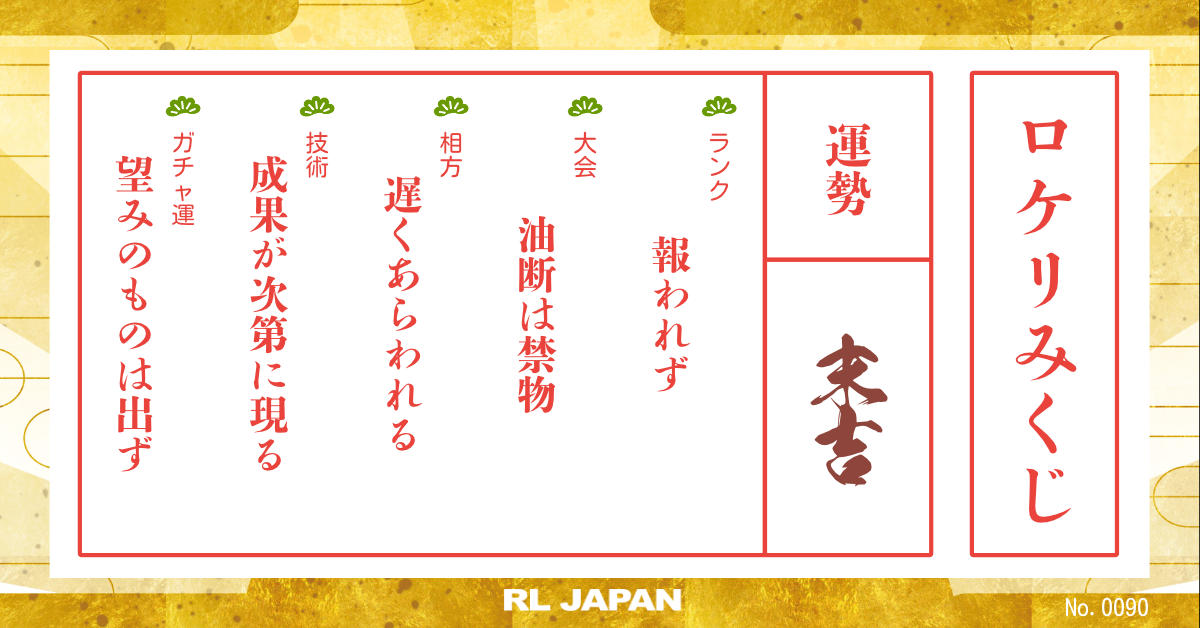 ロケリみくじ
運勢
末吉
ランク
報われず
大会
油断は禁物
相方
遅くあらわれる
技術
成果が次第に現る
ガチャ運
望みのものは出ず
RL JAPAN
No. 0090